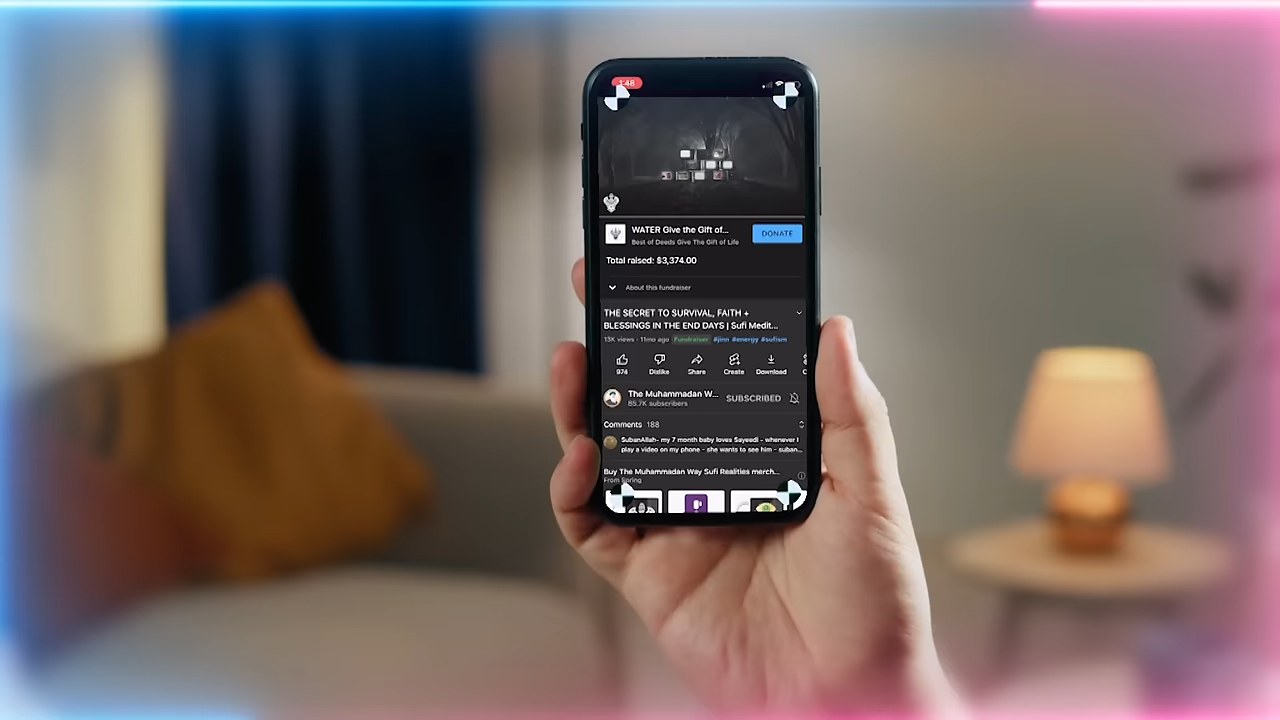 1:48
WATER Give the Gift of...
Best of Deeds Give The Gift of Life
DONATE
Total raised: $3,374.00
About this fundraiser
THE SECRET TO SURVIVAL, FAITH +
BLESSINGS IN THE END DAYS | Sufi Medit...
13K views · 11mo ago Fundraiser #jinn #energy #sufism
974 Dislike Share Create Download
The Muhammadan W...
85.7K subscribers
SUBSCRIBED
Comments 188
SubanAllah- my 7 month baby loves Sayeedi - whenever I
play a video on my phone - she wants to see him - suban...
Buy The Muhammadan Way Sufi Realities merch...
From Spring